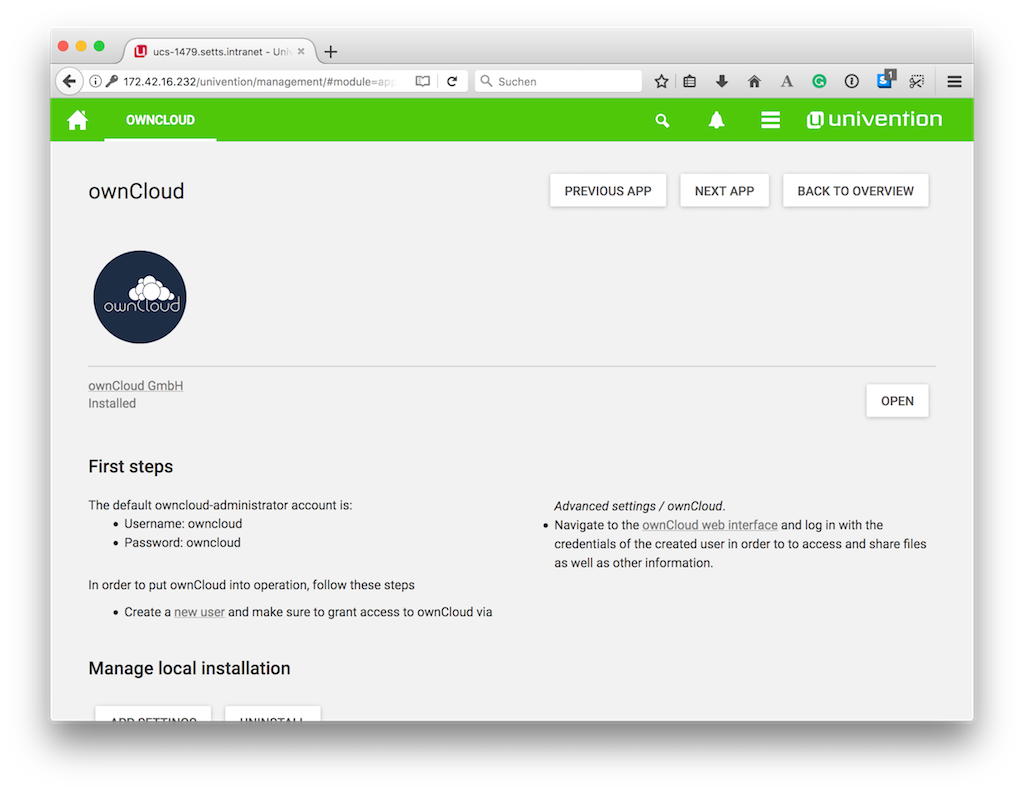 ucs-1479.setts.intranet - Univ
172.42.16.232/univention/management/#module=app
Suchen
1
OWNCLOUD
univention
ownCloud
PREVIOUS APP
NEXT APP
BACK TO OVERVIEW
ownCloud
ownCloud GmbH
Installed
OPEN
First steps
The default owncloud-administrator account is:
Username: owncloud
Password: owncloud
In order to put ownCloud into operation, follow these steps
Create a new user and make sure to grant access to ownCloud via
Advanced settings / ownCloud.
Navigate to the ownCloud web interface and log in with the
credentials of the created user in order to to access and share files
as well as other information.
Manage local installation
APP SETTINGS
UNINSTALL